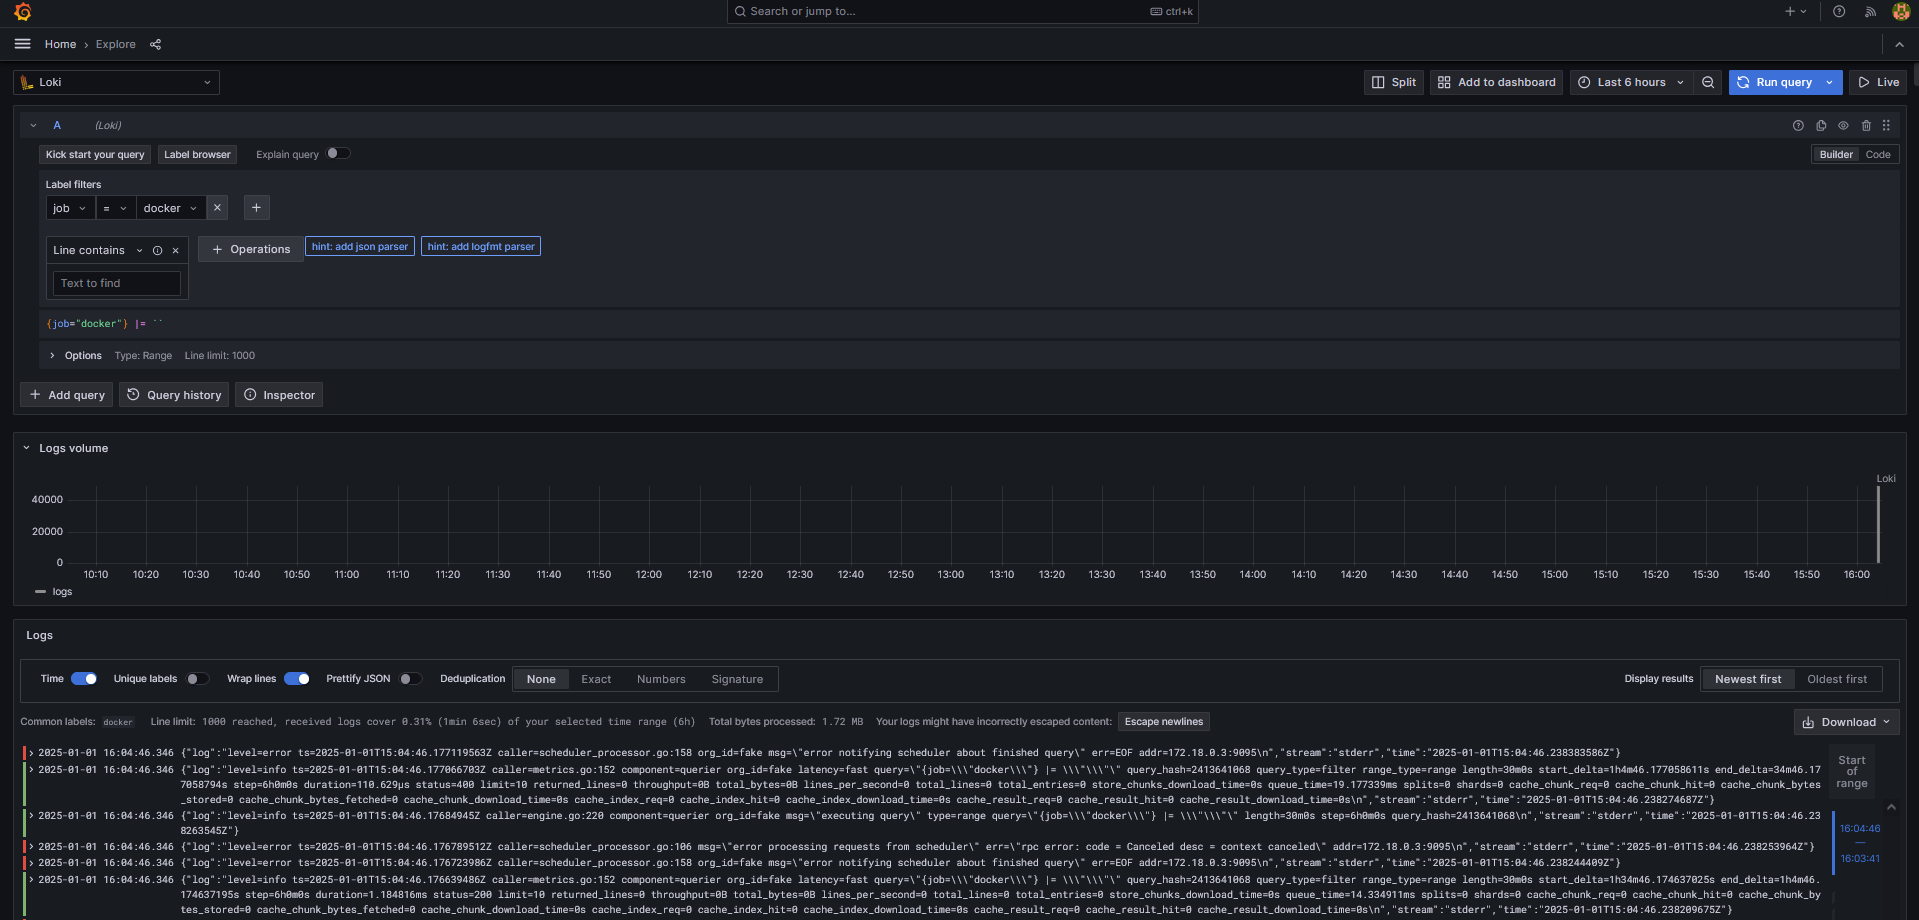 Search or jump to...
ctrl+k
Home › Explore
Loki
Split
Add to dashboard
Last 6 hours
Run query
Live
A (Loki)
Kick start your query
Label browser
Explain query
Builder
Code
Label filters
job = docker
Line contains
Operations
hint: add json parser
hint: add logfmt parser
Text to find
{job="docker"} |= ``
Options Type: Range Line limit: 1000
Add query
Query history
Inspector
Logs volume
Loki
40000
20000
0
10:10 10:20 10:30 10:40 10:50 11:00 11:10 11:20 11:30 11:40 11:50 12:00 12:10 12:20 12:30 12:40 12:50 13:00 13:10 13:20 13:30 13:40 13:50 14:00 14:10 14:20 14:30 14:40 14:50 15:00 15:10 15:20 15:30 15:40 15:50 16:00
logs
Logs
Time
Unique labels
Wrap lines
Prettify JSON
Deduplication
None
Exact
Numbers
Signature
Display results
Newest first
Oldest first
Common labels: docker Line limit: 1000 reached, received logs cover 0.31% (1min 6sec) of your selected time range (6h) Total bytes processed: 1.72 MB Your logs might have incorrectly escaped content: Escape newlines
Download
2025-01-01 16:04:46.346 {"log":"level=error ts=2025-01-01T15:04:46.177119563Z caller=scheduler_processor.go:158 org_id=fake msg=\"error notifying scheduler about finished query\" err=EOF addr=172.18.0.3:9095\n","stream":"stderr","time":"2025-01-01T15:04:46.238383586Z"}
2025-01-01 16:04:46.346 {"log":"level=info ts=2025-01-01T15:04:46.177066703Z caller=metrics.go:152 component=querier org_id=fake latency=fast query=\"{job=\\\"docker\\\"} |= \\\"\\\"\" query_hash=2413641068 query_type=filter range_type=range length=30m0s start_delta=1h4m46.177058611s end_delta=34m46.17
7058794s step=6h0m0s duration=110.629µs status=400 limit=10 returned_lines=0 throughput=0B total_bytes=0B lines_per_second=0 total_lines=0 total_entries=0 store_chunks_download_time=0s queue_time=19.177339ms splits=0 shards=0 cache_chunk_req=0 cache_chunk_hit=0 cache_chunk_bytes
_stored=0 cache_chunk_bytes_fetched=0 cache_chunk_download_time=0s cache_index_req=0 cache_index_hit=0 cache_index_download_time=0s cache_result_req=0 cache_result_hit=0 cache_result_download_time=0s\n","stream":"stderr","time":"2025-01-01T15:04:46.238274687Z"}
2025-01-01 16:04:46.346 {"log":"level=info ts=2025-01-01T15:04:46.17684945Z caller=engine.go:220 component=querier org_id=fake msg=\"executing query\" type=range query=\"{job=\\\"docker\\\"} |= \\\"\\\"\" length=30m0s step=6h0m0s query_hash=2413641068\n","stream":"stderr","time":"2025-01-01T15:04:46.23
8263545Z"}
2025-01-01 16:04:46.346 {"log":"level=error ts=2025-01-01T15:04:46.176789512Z caller=scheduler_processor.go:106 msg=\"error processing requests from scheduler\" err=\"rpc error: code = Canceled desc = context canceled\" addr=172.18.0.3:9095\n","stream":"stderr","time":"2025-01-01T15:04:46.238253964Z"}
2025-01-01 16:04:46.346 {"log":"level=error ts=2025-01-01T15:04:46.176723986Z caller=scheduler_processor.go:158 org_id=fake msg=\"error notifying scheduler about finished query\" err=EOF addr=172.18.0.3:9095\n","stream":"stderr","time":"2025-01-01T15:04:46.238244409Z"}
2025-01-01 16:04:46.346 {"log":"level=info ts=2025-01-01T15:04:46.176639486Z caller=metrics.go:152 component=querier org_id=fake latency=fast query=\"{job=\\\"docker\\\"} |= \\\"\\\"\" query_hash=2413641068 query_type=filter range_type=range length=30m0s start_delta=1h34m46.174637025s end_delta=1h4m46.
174637195s step=6h0m0s duration=1.184816ms status=200 limit=10 returned_lines=0 throughput=0B total_bytes=0B lines_per_second=0 total_lines=0 total_entries=0 store_chunks_download_time=0s queue_time=14.334911ms splits=0 shards=0 cache_chunk_req=0 cache_chunk_hit=0 cache_chunk_by
tes_stored=0 cache_chunk_bytes_fetched=0 cache_chunk_download_time=0s cache_index_req=0 cache_index_hit=0 cache_index_download_time=0s cache_result_req=0 cache_result_hit=0 cache_result_download_time=0s\n","stream":"stderr","time":"2025-01-01T15:04:46.238209675Z"}
Start
of
range
16:04:46
—
16:03:41